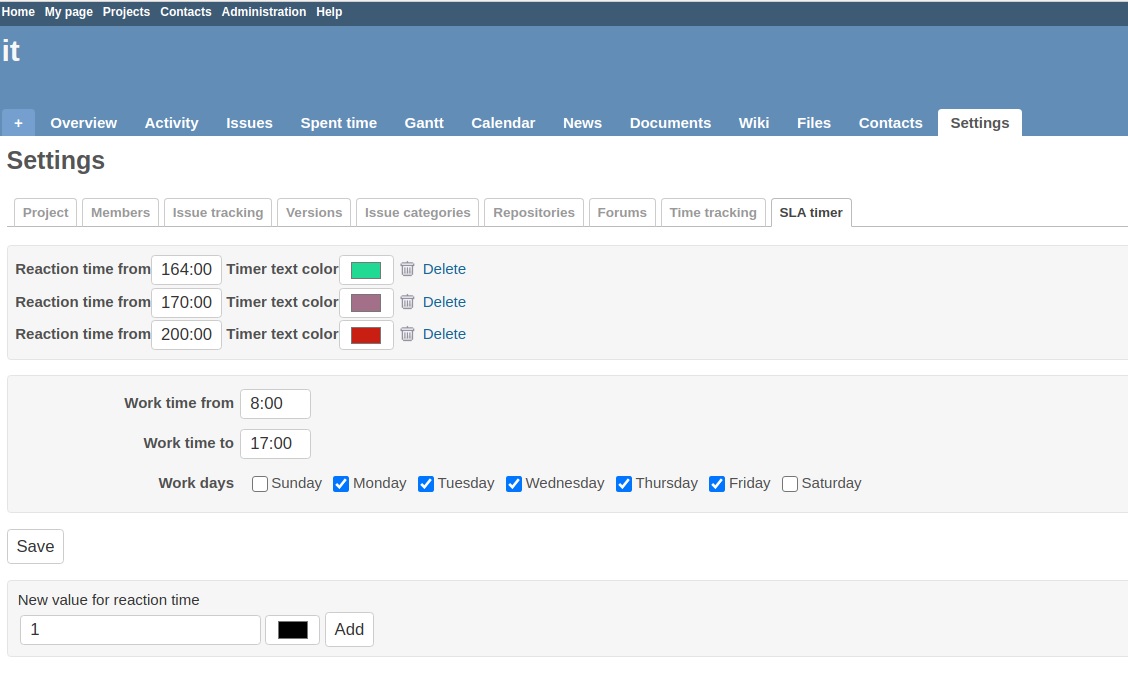 Home My page Projects Contacts Administration Help
it
+ Overview Activity Issues Spent time Gantt Calendar News Documents Wiki Files Contacts Settings
Settings
Project Members Issue tracking Versions Issue categories Repositories Forums Time tracking SLA timer
Reaction time from 164:00 Timer text color Delete
Reaction time from 170:00 Timer text color Delete
Reaction time from 200:00 Timer text color Delete
Work time from 8:00
Work time to 17:00
Work days Sunday Monday Tuesday Wednesday Thursday Friday Saturday
Save
New value for reaction time
1 Add